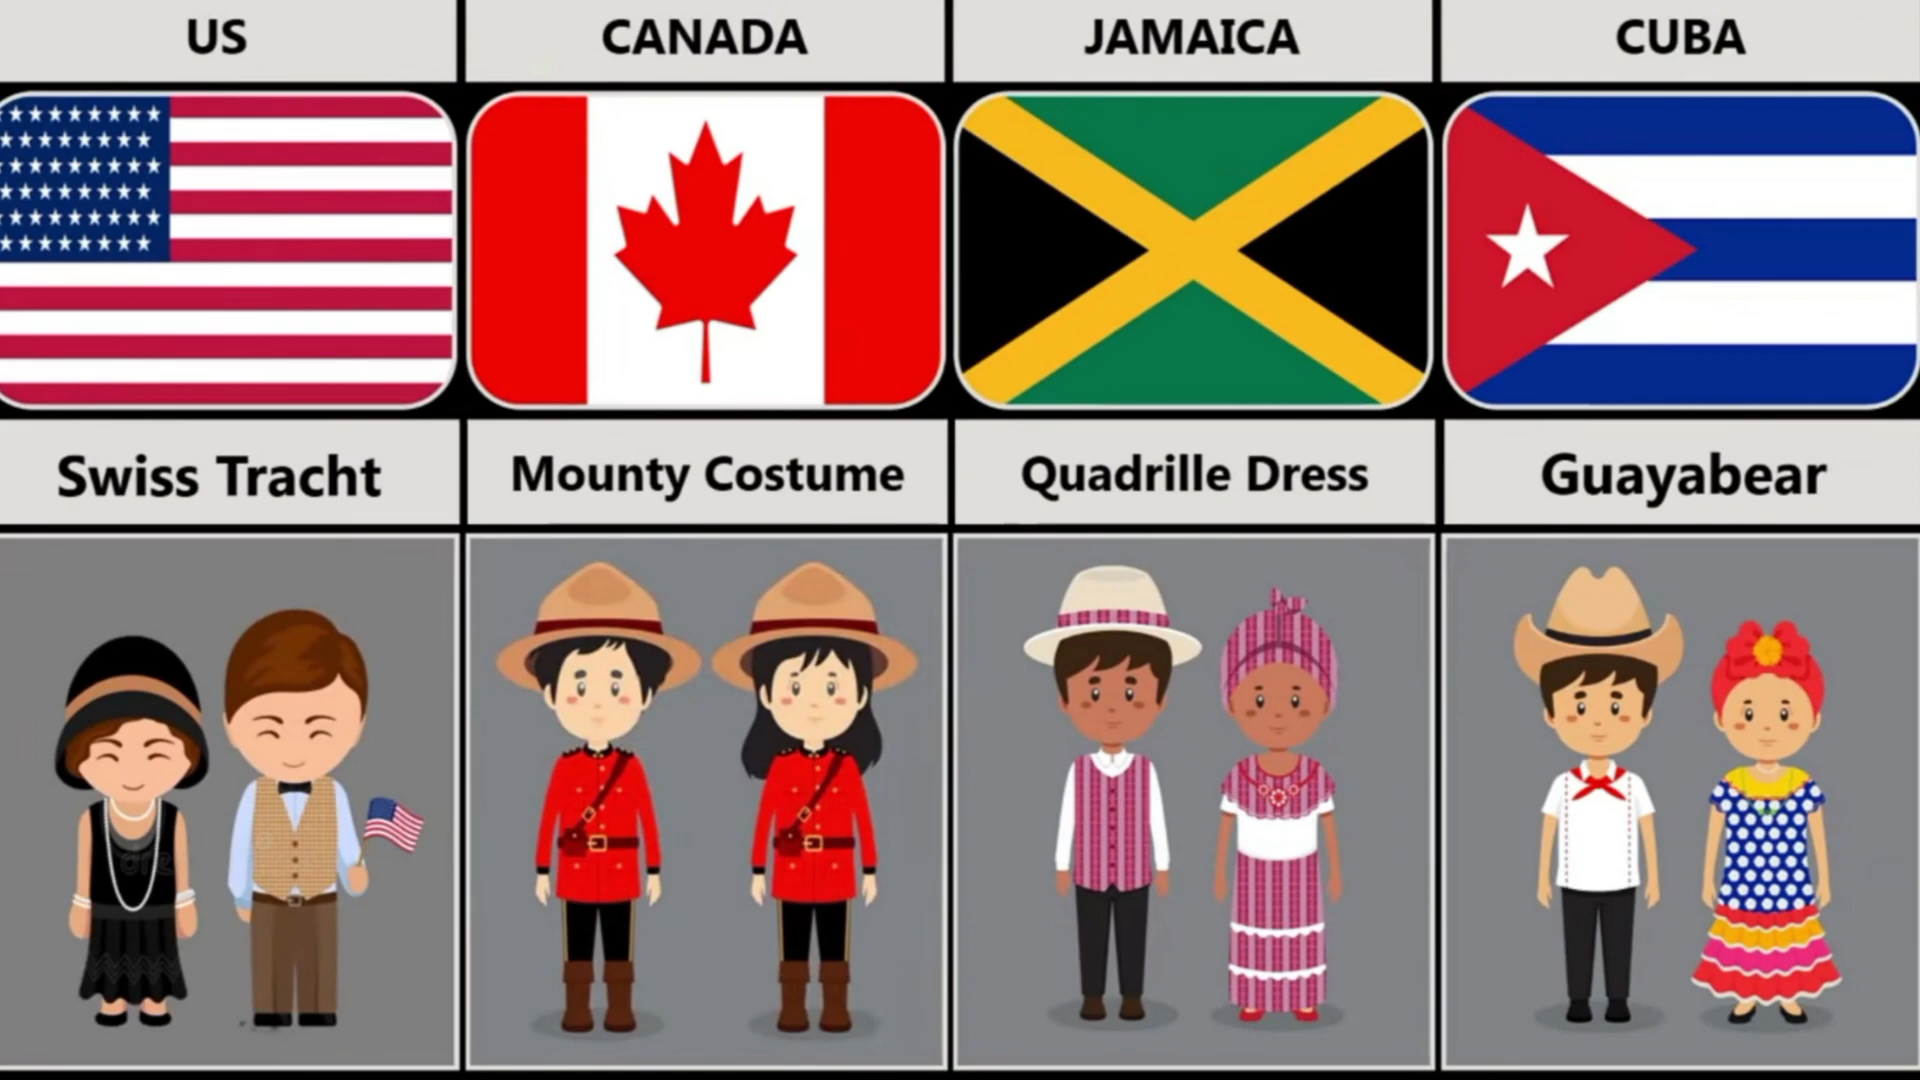 US
CANADA
JAMAICA
CUBA
Swiss Tracht
Mounty Costume
Quadrille Dress
Guayabear